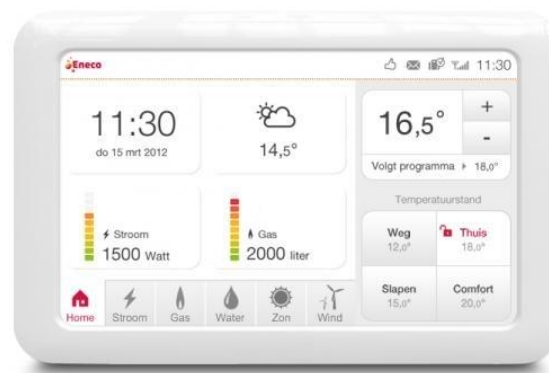 Eneco
11:30
11:30
do 15 mrt 2012
14,5°
16,5°
+
-
Volgt programma 18,0°
Temperatuurstand
Stroom
1500 Watt
Gas
2000 liter
Weg
12,0°
Thuis
18,0°
Slapen
15,0°
Comfort
20,0°
Home
Stroom
Gas
Water
Zon
Wind